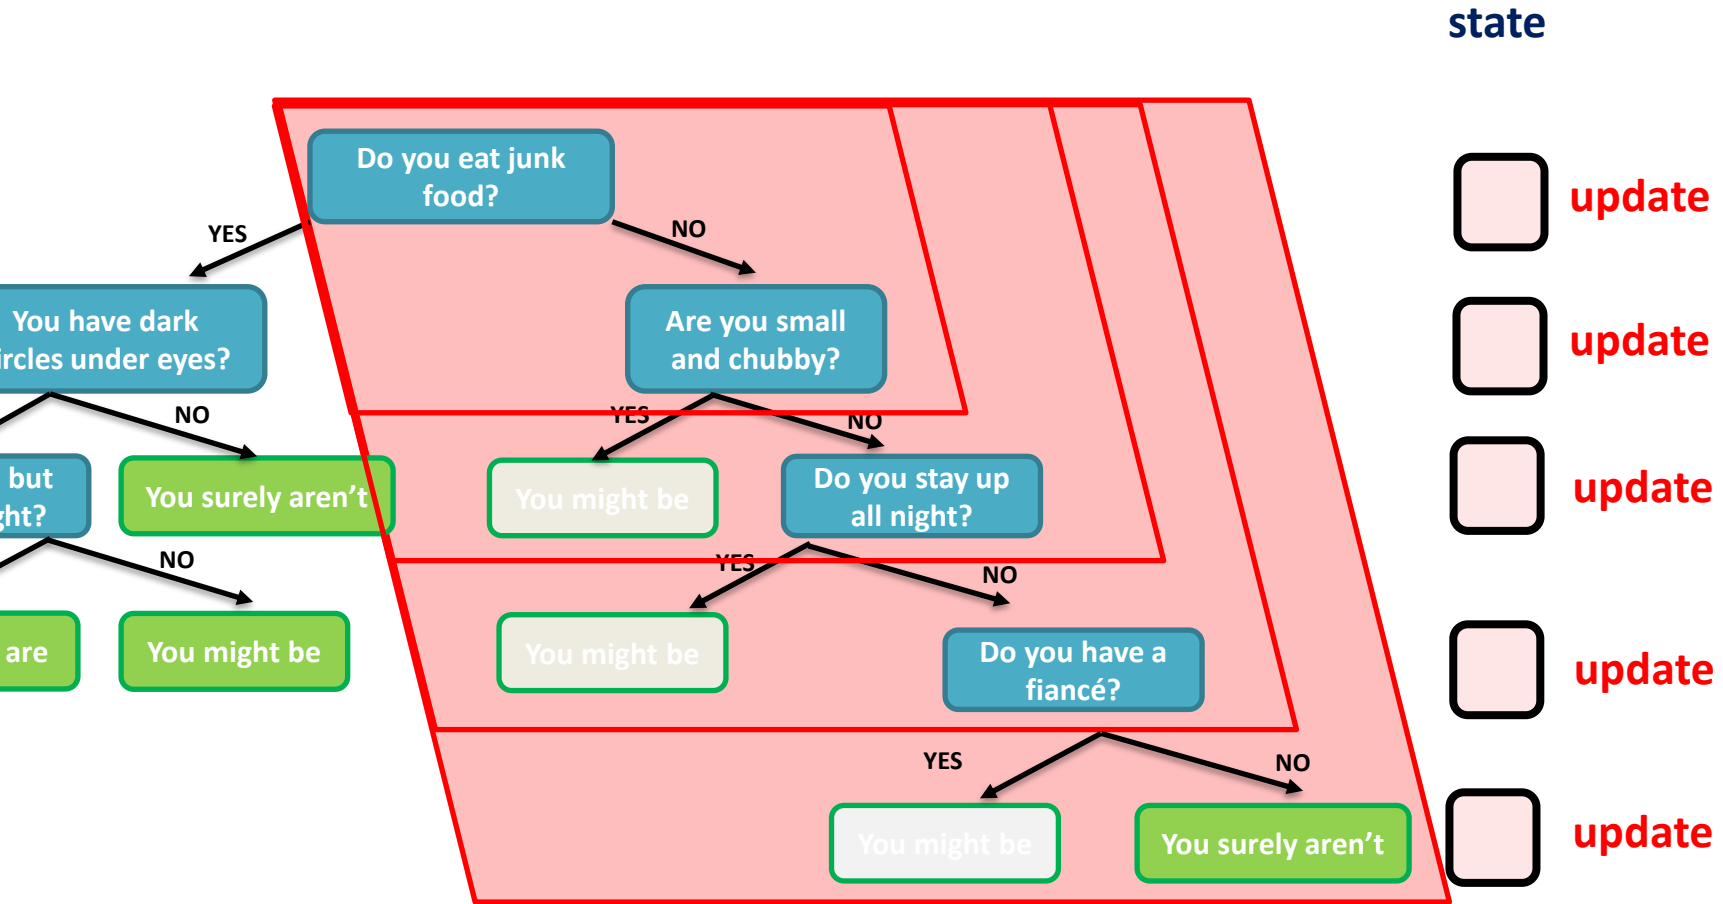 state
Do you eat junk
food?
update
YES
NO
You have dark
ircles under eyes?
Are you small
and chubby?
update
NO
YES
NO
but
ght?
You surely aren't
You might be
Do you stay up
all night?
update
NO
YES
NO
are
You might be
You might be
Do you have a
fiancé?
update
YES
NO
You might be
You surely aren't
update